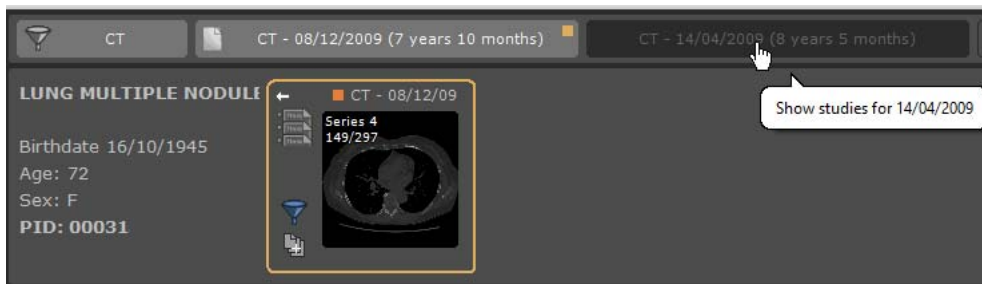 CT
CT - 08/12/2009 (7 years 10 months)
CT - 14/04/2009 (8 years 5 months)
Show studies for 14/04/2009
LUNG MULTIPLE NODULE
CT - 08/12/09
Series 4
149/297
Birthdate 16/10/1945
Age: 72
Sex: F
PID: 00031